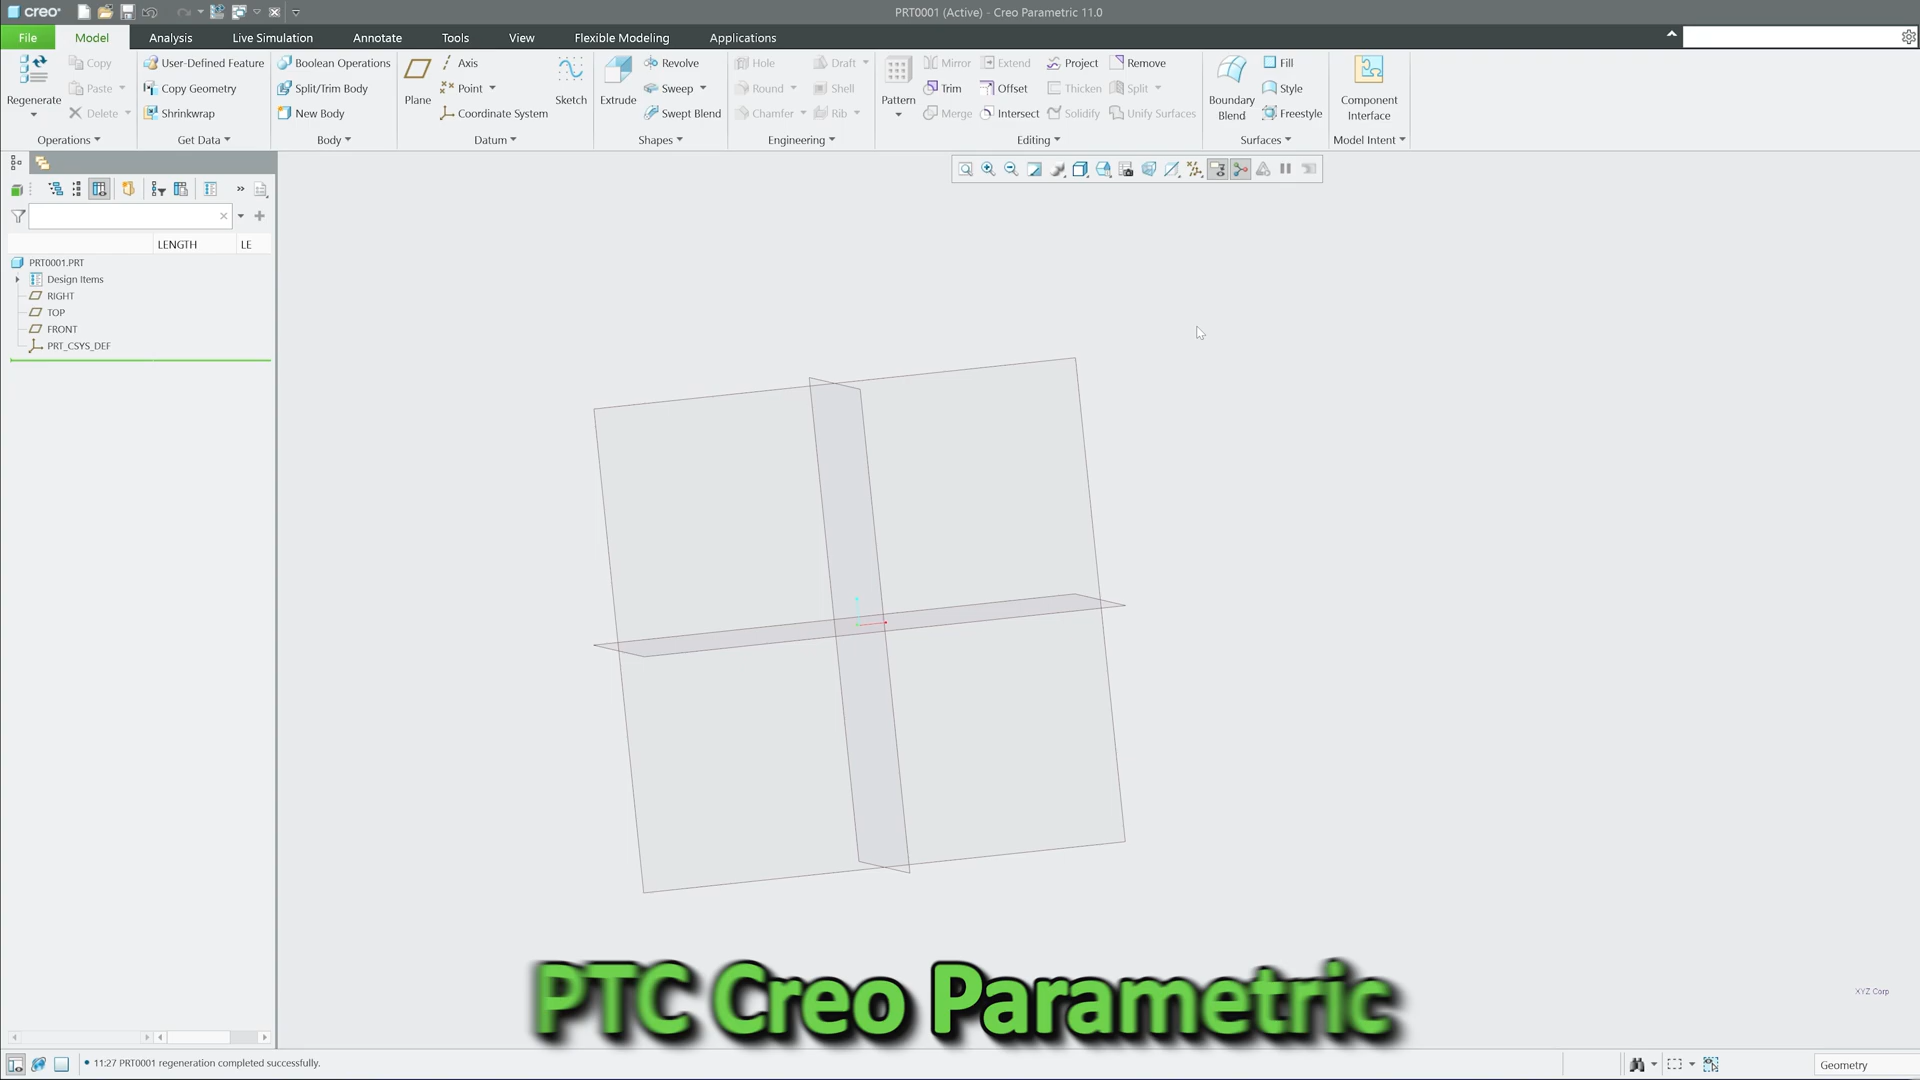 creo
PRT0001 (Active) - Creo Parametric 11.0
File Model Analysis Live Simulation Annotate Tools View Flexible Modeling Applications
Regenerate
Copy
Paste
Delete
Operations
User-Defined Feature
Copy Geometry
Shrinkwrap
Get Data
Boolean Operations
Split/Trim Body
New Body
Body
Plane
Axis
Point
Coordinate System
Sketch
Datum
Extrude
Revolve
Sweep
Swept Blend
Shapes
Hole
Round
Chamfer
Draft
Shell
Rib
Engineering
Pattern
Mirror
Trim
Merge
Extend
Offset
Intersect
Project
Thicken
Solidify
Remove
Split
Unify Surfaces
Editing
Boundary
Blend
Fill
Style
Freestyle
Surfaces
Component
Interface
Model Intent
LENGTH LE
PRT0001.PRT
Design Items
RIGHT
TOP
FRONT
PRT_CSYS_DEF
XYZ Corp
PTC Creo Parametric
• 11:27 PRT0001 regeneration completed successfully.
Geometry